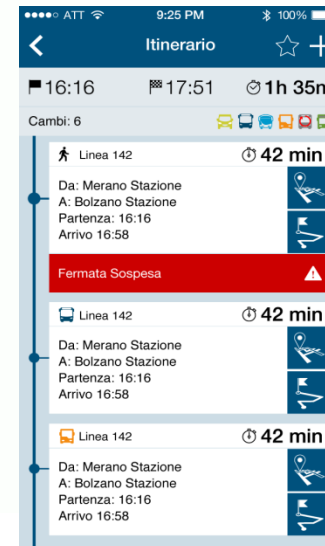 ATT 9:25 PM 100%
Itinerario
16:16 17:51 1h 35m
Cambi: 6
Linea 142 42 min
Da: Merano Stazione
A: Bolzano Stazione
Partenza: 16:16
Arrivo 16:58
Fermata Sospesa
Linea 142 42 min
Da: Merano Stazione
A: Bolzano Stazione
Partenza: 16:16
Arrivo 16:58
Linea 142 42 min
Da: Merano Stazione
A: Bolzano Stazione
Partenza: 16:16
Arrivo 16:58